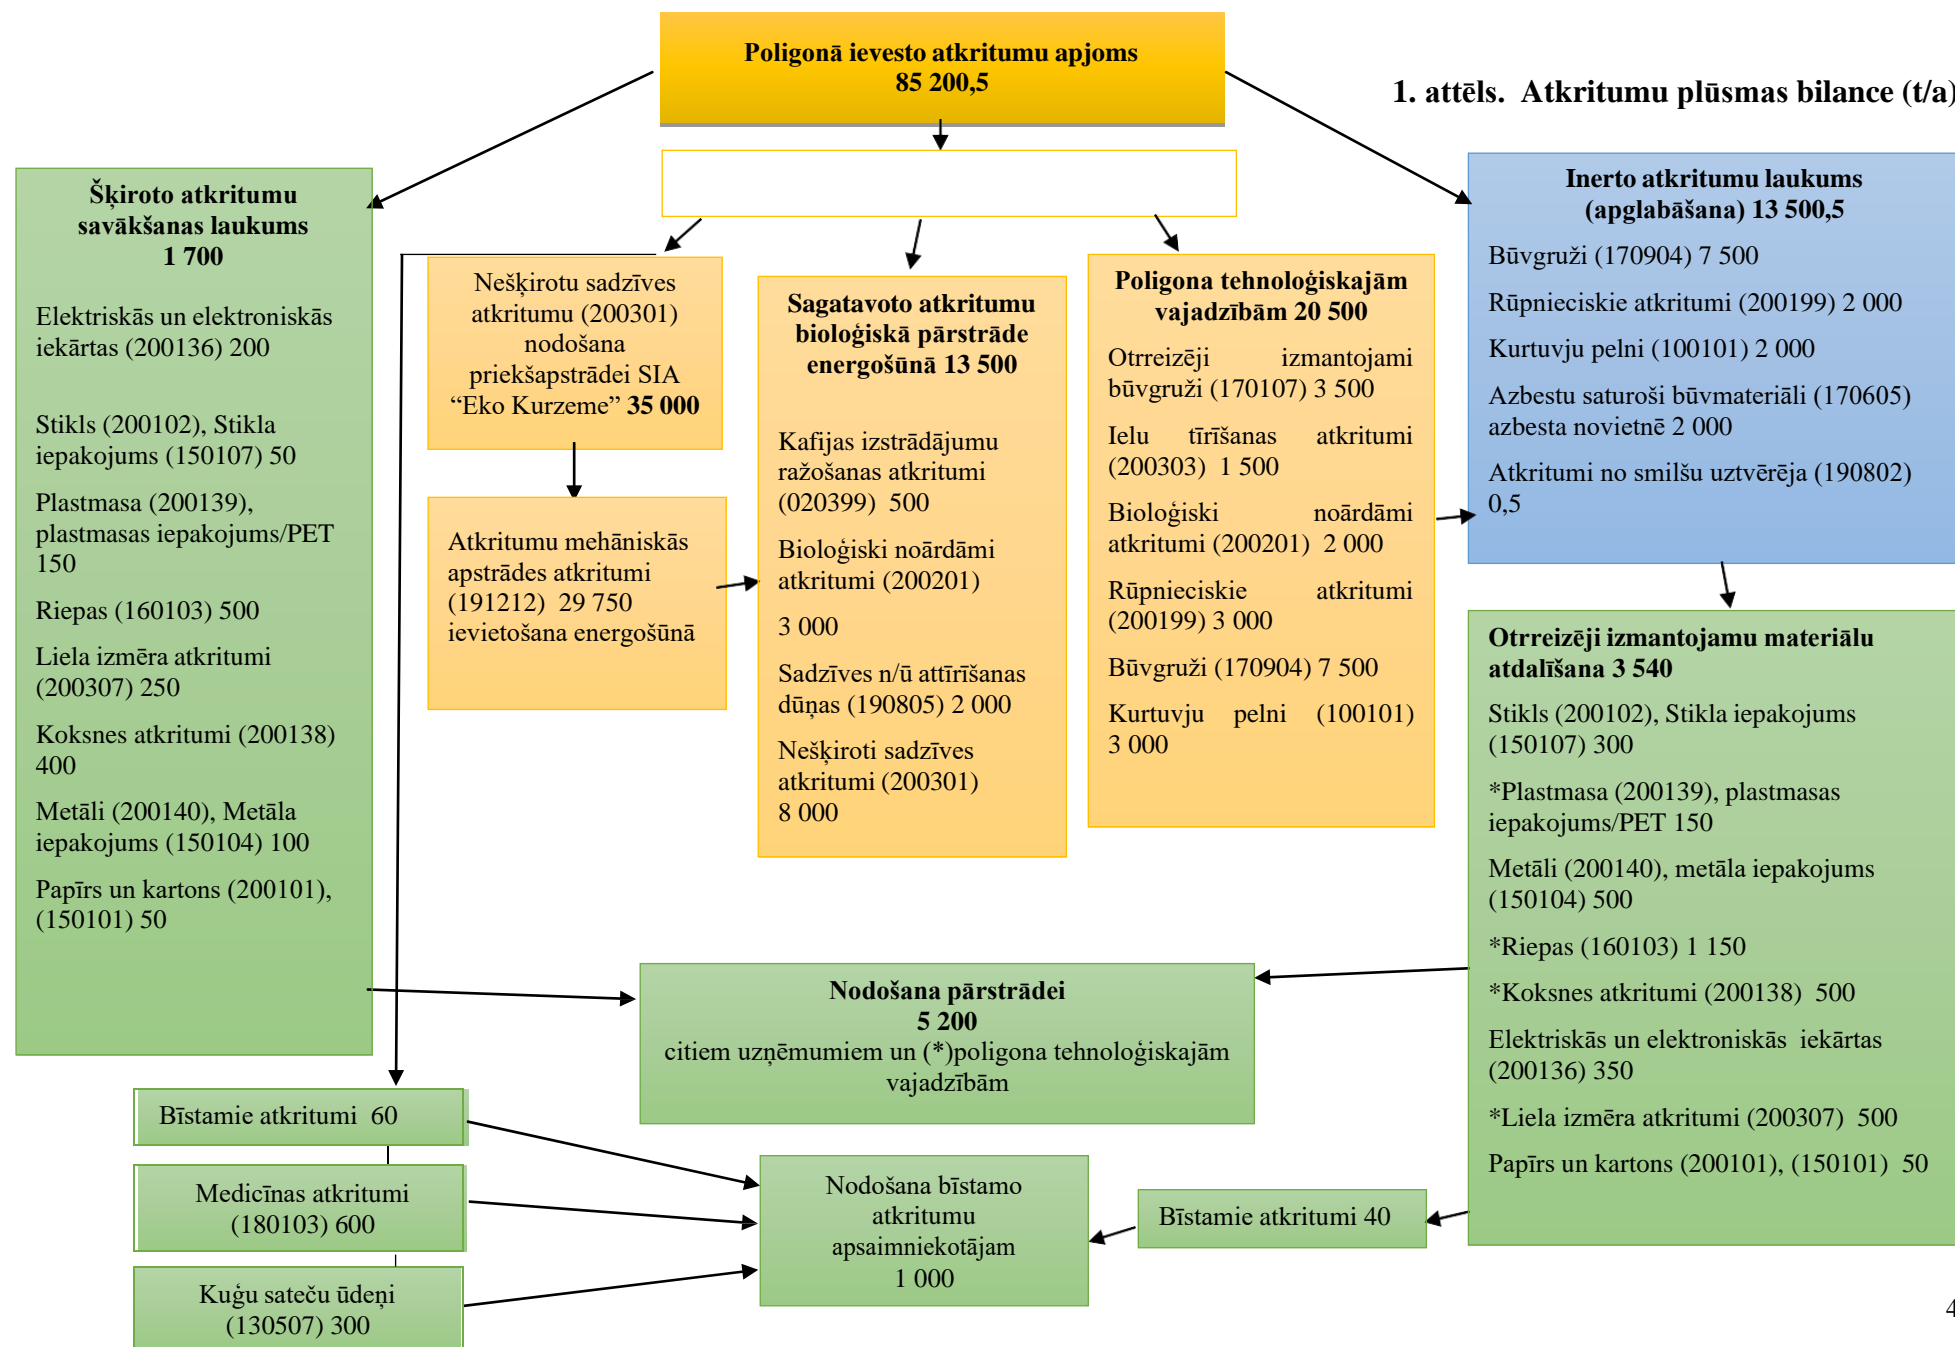 Poligonā ievesto atkritumu apjoms
85 200,5
1. attēls.  Atkritumu plūsmas bilance (t/a)
Šķiroto atkritumu
savākšanas laukums
1 700
Elektriskās un elektroniskās
iekārtas (200136) 200
Stikls (200102), Stikla
iepakojums (150107) 50
Plastmasa (200139),
plastmasas iepakojums/PET
150
Riepas (160103) 500
Liela izmēra atkritumi
(200307) 250
Koksnes atkritumi (200138)
400
Metāli (200140), Metāla
iepakojums (150104) 100
Papīrs un kartons (200101),
(150101) 50
Nešķirotu sadzīves
atkritumu (200301)
nodošana
priekšapstrādei SIA
“Eko Kurzeme” 35 000
Atkritumu mehāniskās
apstrādes atkritumi
(191212)  29 750
ievietošana energošūnā
Sagatavoto atkritumu
bioloģiskā pārstrāde
energošūnā 13 500
Kafijas izstrādājumu
ražošanas atkritumi
(020399)  500
Bioloģiski noārdāmi
atkritumi (200201)
3 000
Sadzīves n/ū attīrīšanas
dūņas (190805) 2 000
Nešķiroti sadzīves
atkritumi (200301)
8 000
Poligona tehnoloģiskajām
vajadzībām 20 500
Otrreizēji izmantojami
būvgruži (170107) 3 500
Ielu tīrīšanas atkritumi
(200303)  1 500
Bioloģiski noārdāmi
atkritumi (200201)  2 000
Rūpnieciskie atkritumi
(200199) 3 000
Būvgruži (170904) 7 500
Kurtuvju pelni (100101)
3 000
Inerto atkritumu laukums
(apglabāšana) 13 500,5
Būvgruži (170904) 7 500
Rūpnieciskie atkritumi (200199) 2 000
Kurtuvju pelni (100101) 2 000
Azbestu saturoši būvmateriāli (170605)
azbesta novietnē 2 000
Atkritumi no smilšu uztvērēja (190802)
0,5
Otrreizēji izmantojamu materiālu
atdalīšana 3 540
Stikls (200102), Stikla iepakojums
(150107) 300
*Plastmasa (200139), plastmasas
iepakojums/PET 150
Metāli (200140), metāla iepakojums
(150104) 500
*Riepas (160103) 1 150
*Koksnes atkritumi (200138)  500
Elektriskās un elektroniskās  iekārtas
(200136) 350
*Liela izmēra atkritumi (200307)  500
Papīrs un kartons (200101), (150101)  50
Nodošana pārstrādei
5 200
citiem uzņēmumiem un (*)poligona tehnoloģiskajām
vajadzībām
Bīstamie atkritumi  60
Medicīnas atkritumi
(180103) 600
Kuģu sateču ūdeņi
(130507) 300
Nodošana bīstamo
atkritumu
apsaimniekotājam
1 000
Bīstamie atkritumi 40
4